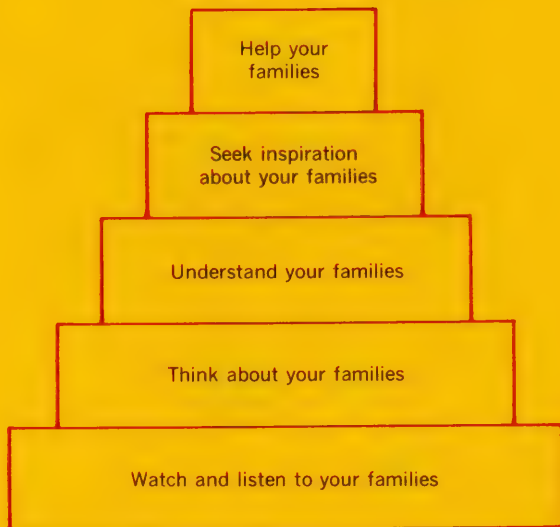 Help your
families
Seek inspiration
about your families
Understand your families
Think about your families
Watch and listen to your families